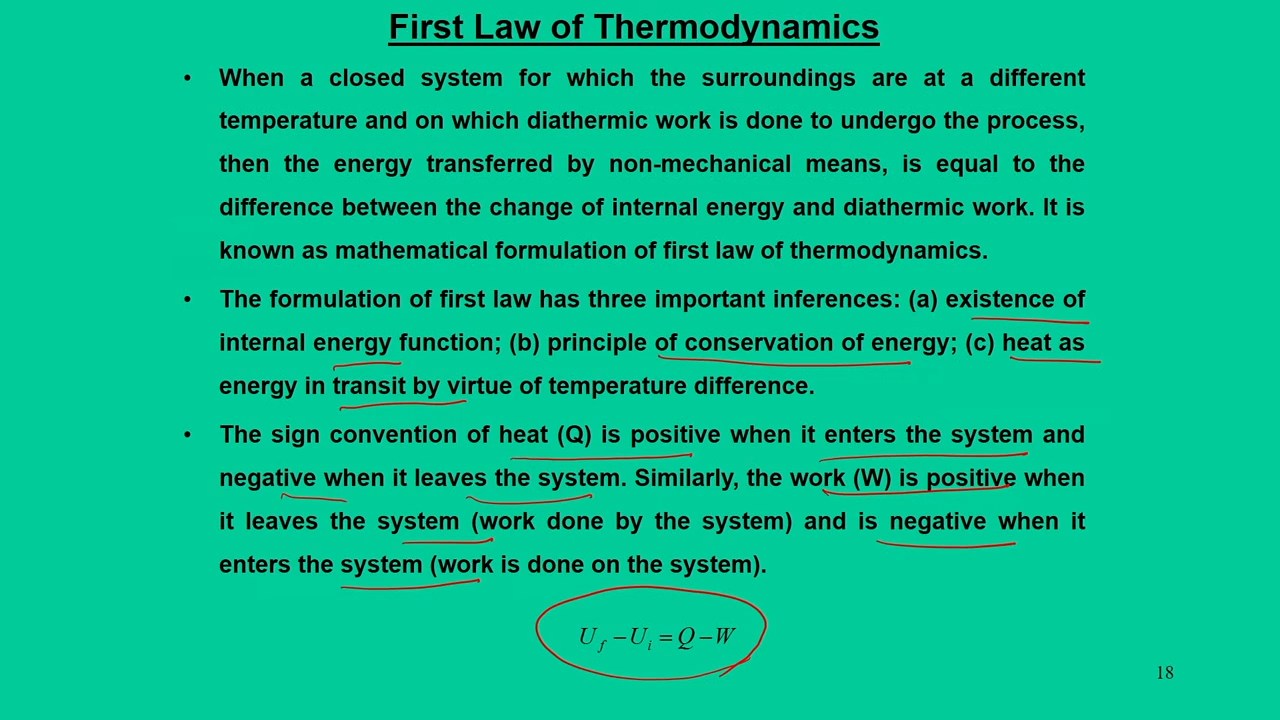 First Law of Thermodynamics
• When a closed system for which the surroundings are at a different
temperature and on which diathermic work is done to undergo the process,
then the energy transferred by non-mechanical means, is equal to the
difference between the change of internal energy and diathermic work. It is
known as mathematical formulation of first law of thermodynamics.
• The formulation of first law has three important inferences: (a) existence of
internal energy function; (b) principle of conservation of energy; (c) heat as
energy in transit by virtue of temperature difference.
• The sign convention of heat (Q) is positive when it enters the system and
negative when it leaves the system. Similarly, the work (W) is positive when
it leaves the system (work done by the system) and is negative when it
enters the system (work is done on the system).
U_f − U_i = Q − W
18